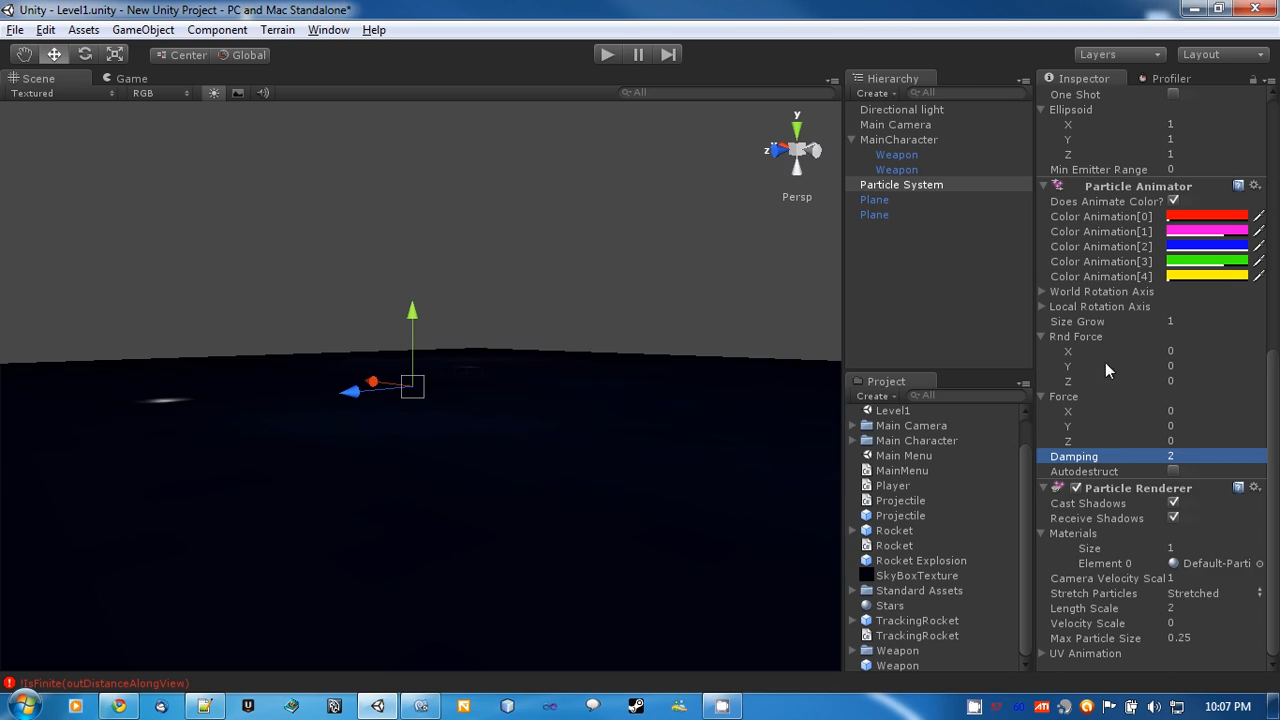 Unity - Level1.unity - New Unity Project - PC and Mac Standalone*
File Edit Assets GameObject Component Terrain Window Help
Center Global Layers Layout
Scene Game
Textured RGB All
y
z
Persp
Hierarchy
Create All
Directional light
Main Camera
MainCharacter
Weapon
Weapon
Particle System
Plane
Plane
Project
Create All
Level1
Main Camera
Main Character
Main Menu
MainMenu
Player
Projectile
Projectile
Rocket
Rocket
Rocket Explosion
SkyBoxTexture
Standard Assets
Stars
TrackingRocket
TrackingRocket
Weapon
Weapon
Inspector Profiler
One Shot
Ellipsoid
X 1
Y 1
Z 1
Min Emitter Range 0
Particle Animator
Does Animate Color?
Color Animation[0]
Color Animation[1]
Color Animation[2]
Color Animation[3]
Color Animation[4]
World Rotation Axis
Local Rotation Axis
Size Grow 1
Rnd Force
X 0
Y 0
Z 0
Force
X 0
Y 0
Z 0
Damping 2
Autodestruct
Particle Renderer
Cast Shadows
Receive Shadows
Materials
Size 1
Element 0 Default-Parti
Camera Velocity Scal 1
Stretch Particles Stretched
Length Scale 2
Velocity Scale 0
Max Particle Size 0.25
UV Animation
!IsFinite(outDistanceAlongView)
60 ATI 10:07 PM